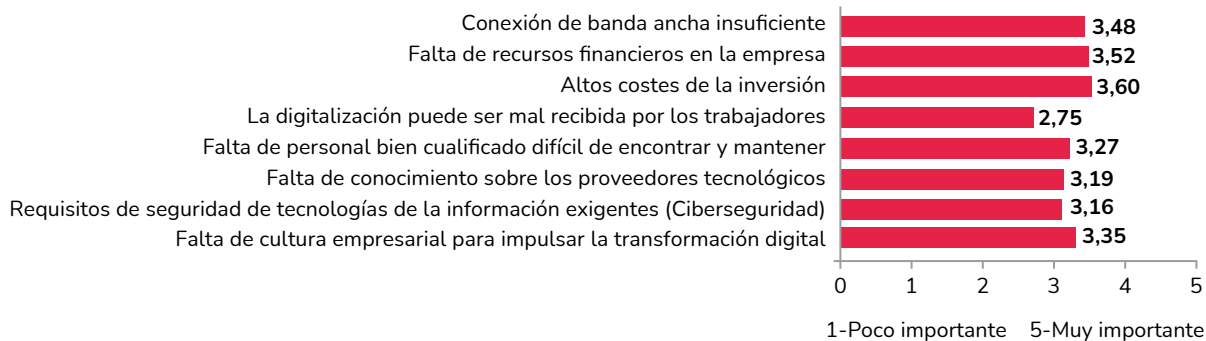 Conexión de banda ancha insuficiente 3,48
Falta de recursos financieros en la empresa 3,52
Altos costes de la inversión 3,60
La digitalización puede ser mal recibida por los trabajadores 2,75
Falta de personal bien cualificado difícil de encontrar y mantener 3,27
Falta de conocimiento sobre los proveedores tecnológicos 3,19
Requisitos de seguridad de tecnologías de la información exigentes (Ciberseguridad) 3,16
Falta de cultura empresarial para impulsar la transformación digital 3,35
0 1 2 3 4 5
1-Poco importante 5-Muy importante